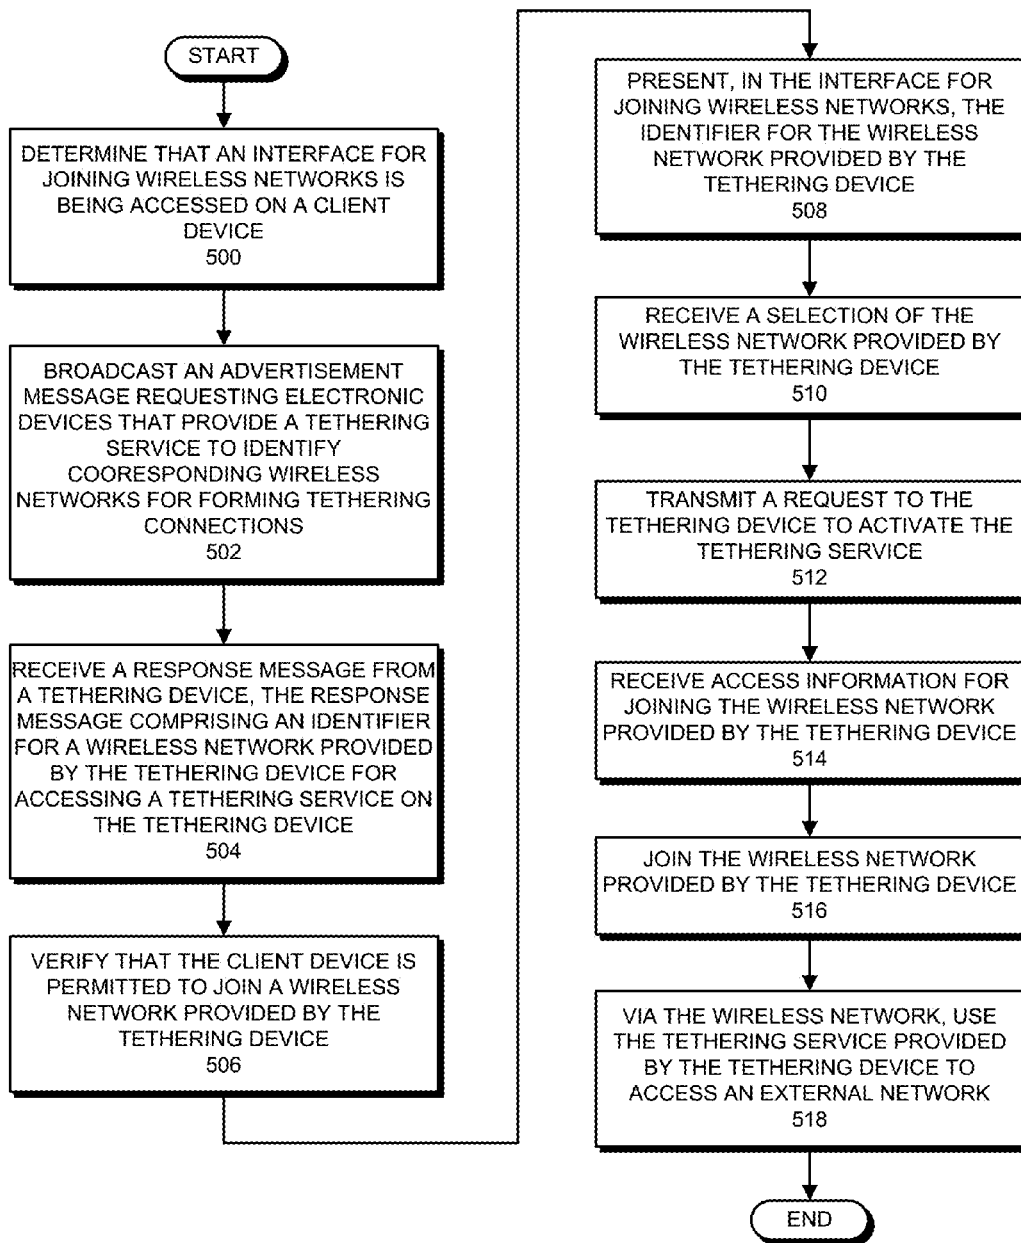 START
DETERMINE THAT AN INTERFACE FOR
JOINING WIRELESS NETWORKS IS
BEING ACCESSED ON A CLIENT
DEVICE
500
BROADCAST AN ADVERTISEMENT
MESSAGE REQUESTING ELECTRONIC
DEVICES THAT PROVIDE A TETHERING
SERVICE TO IDENTIFY
COORESPONDING WIRELESS
NETWORKS FOR FORMING TETHERING
CONNECTIONS
502
RECEIVE A RESPONSE MESSAGE FROM
A TETHERING DEVICE, THE RESPONSE
MESSAGE COMPRISING AN IDENTIFIER
FOR A WIRELESS NETWORK PROVIDED
BY THE TETHERING DEVICE FOR
ACCESSING A TETHERING SERVICE ON
THE TETHERING DEVICE
504
VERIFY THAT THE CLIENT DEVICE IS
PERMITTED TO JOIN A WIRELESS
NETWORK PROVIDED BY THE
TETHERING DEVICE
506
PRESENT, IN THE INTERFACE FOR
JOINING WIRELESS NETWORKS, THE
IDENTIFIER FOR THE WIRELESS
NETWORK PROVIDED BY THE
TETHERING DEVICE
508
RECEIVE A SELECTION OF THE
WIRELESS NETWORK PROVIDED BY
THE TETHERING DEVICE
510
TRANSMIT A REQUEST TO THE
TETHERING DEVICE TO ACTIVATE THE
TETHERING SERVICE
512
RECEIVE ACCESS INFORMATION FOR
JOINING THE WIRELESS NETWORK
PROVIDED BY THE TETHERING DEVICE
514
JOIN THE WIRELESS NETWORK
PROVIDED BY THE TETHERING DEVICE
516
VIA THE WIRELESS NETWORK, USE
THE TETHERING SERVICE PROVIDED
BY THE TETHERING DEVICE TO
ACCESS AN EXTERNAL NETWORK
518
END